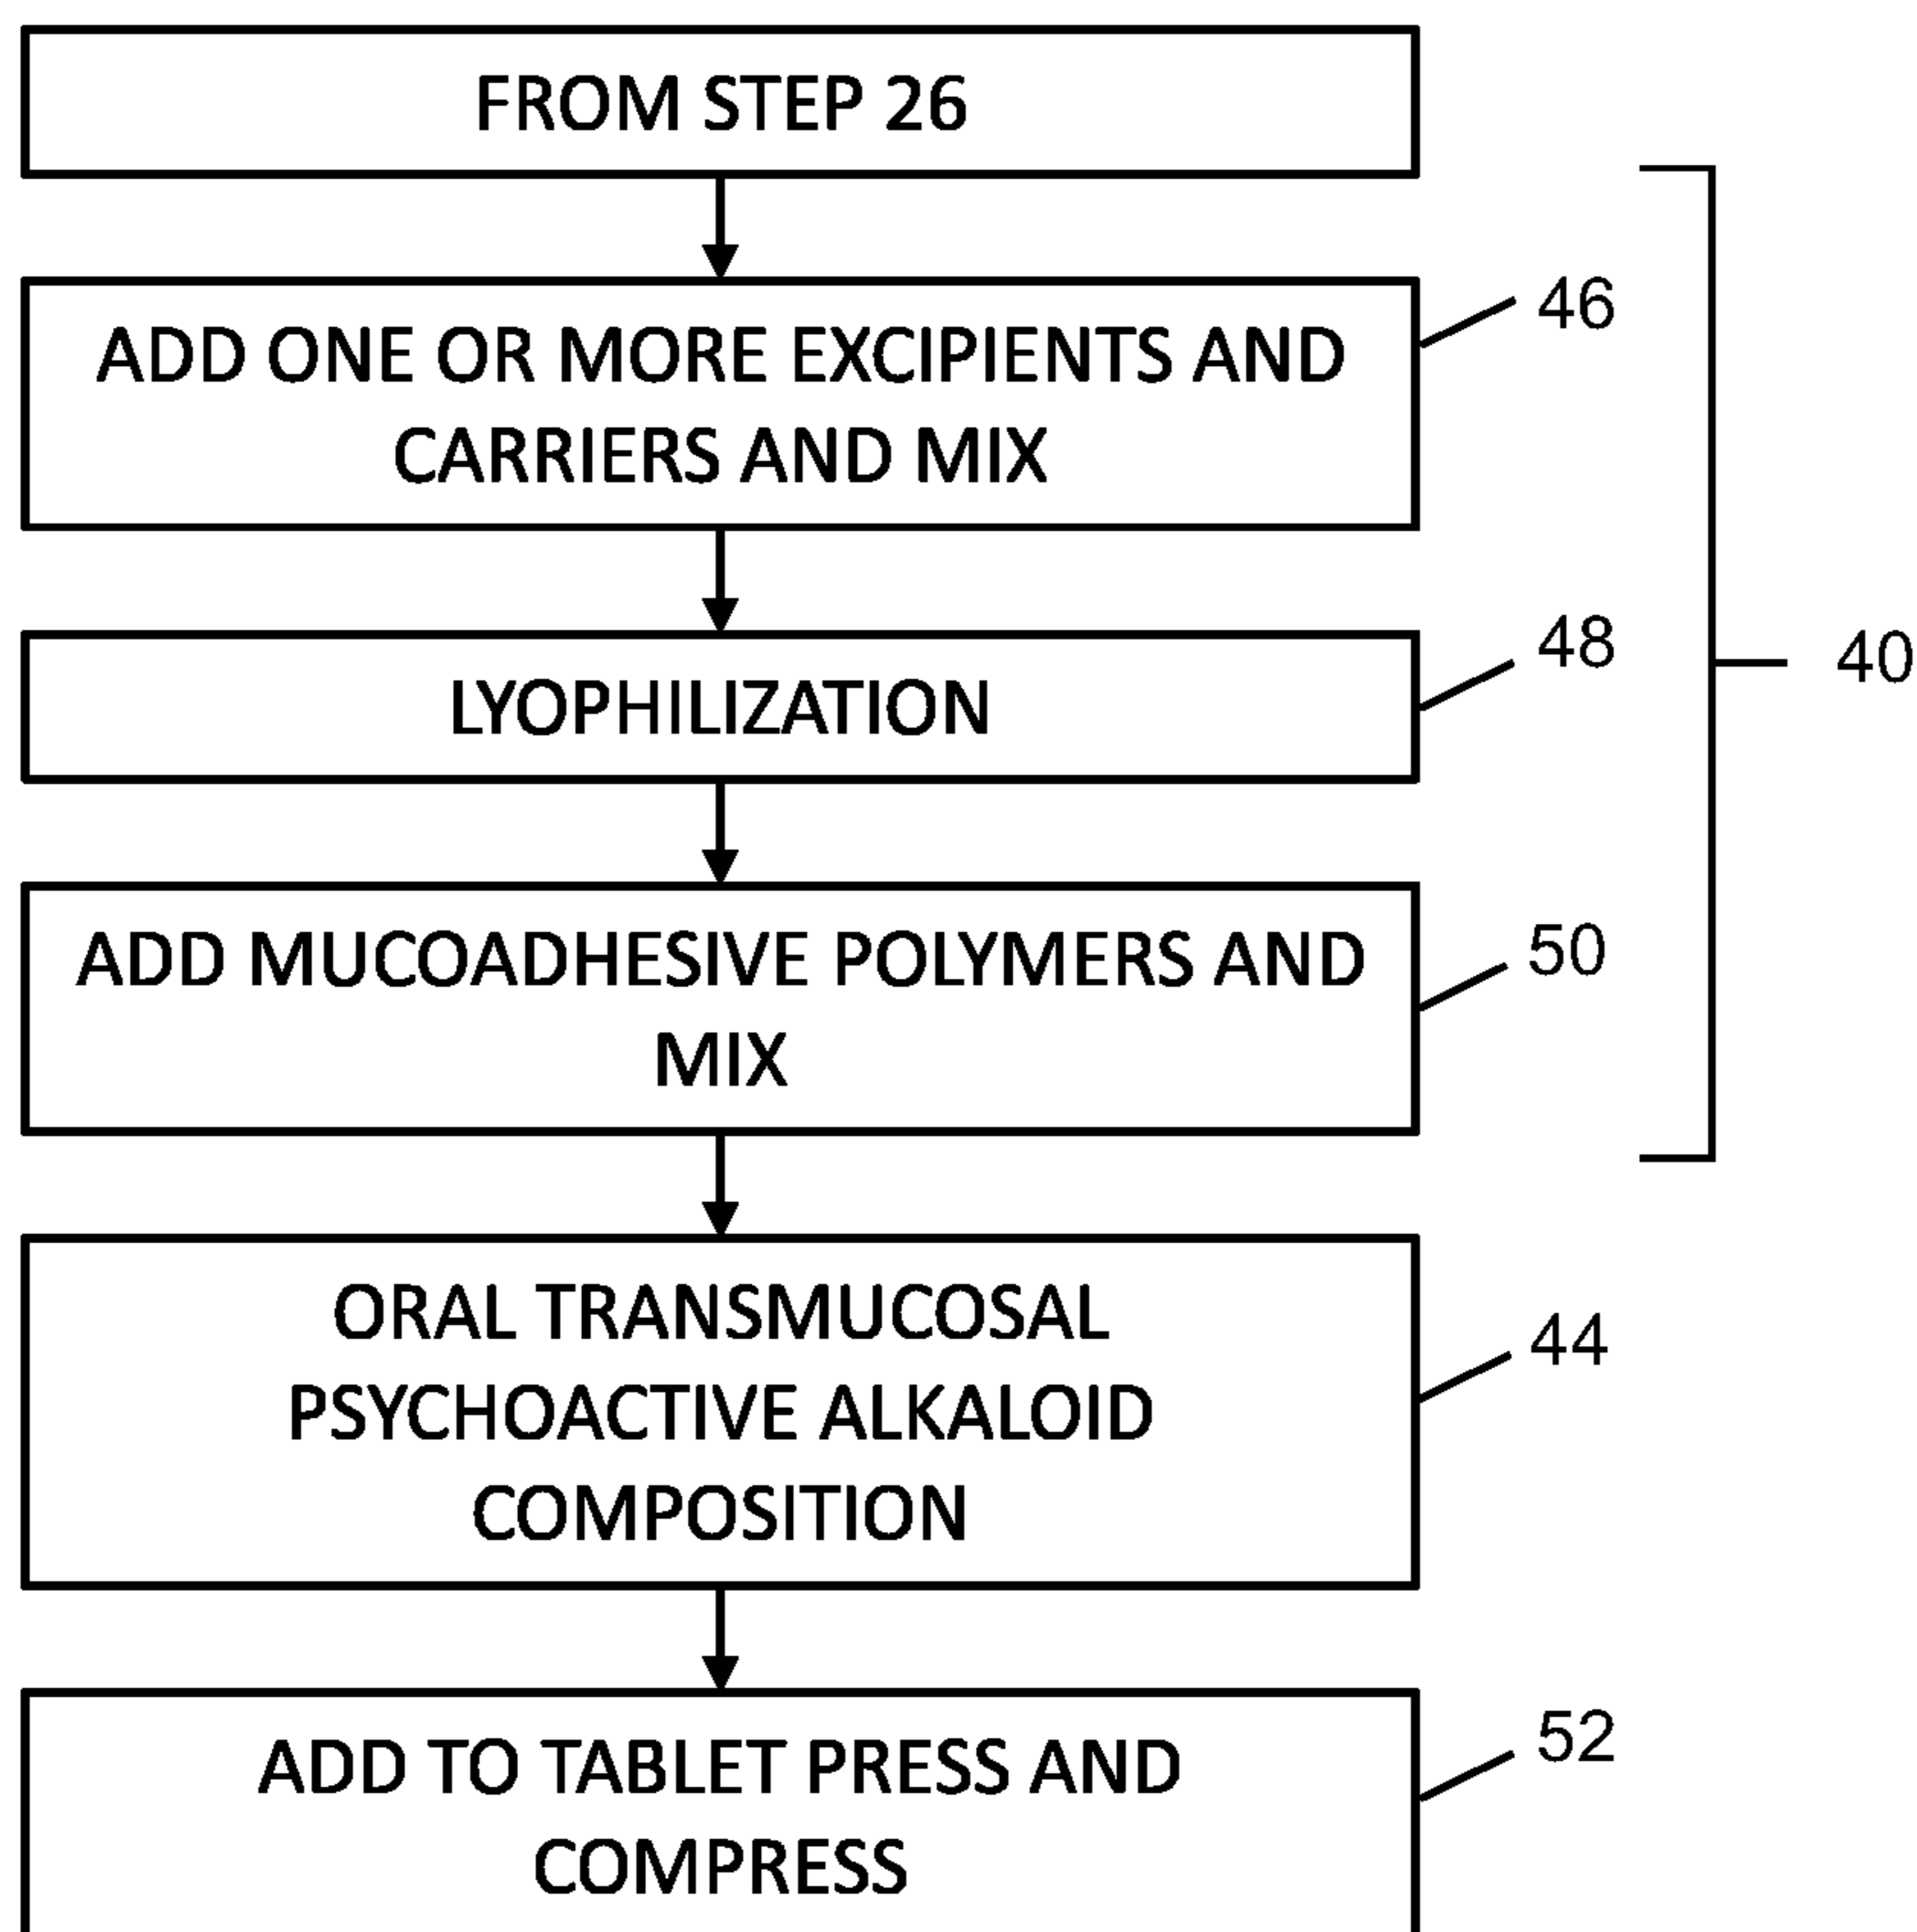 FROM STEP 26
ADD ONE OR MORE EXCIPIENTS AND
CARRIERS AND MIX
46
LYOPHILIZATION
48
40
ADD MUCOADHESIVE POLYMERS AND
MIX
50
ORAL TRANSMUCOSAL
PSYCHOACTIVE ALKALOID
COMPOSITION
44
ADD TO TABLET PRESS AND
COMPRESS
52